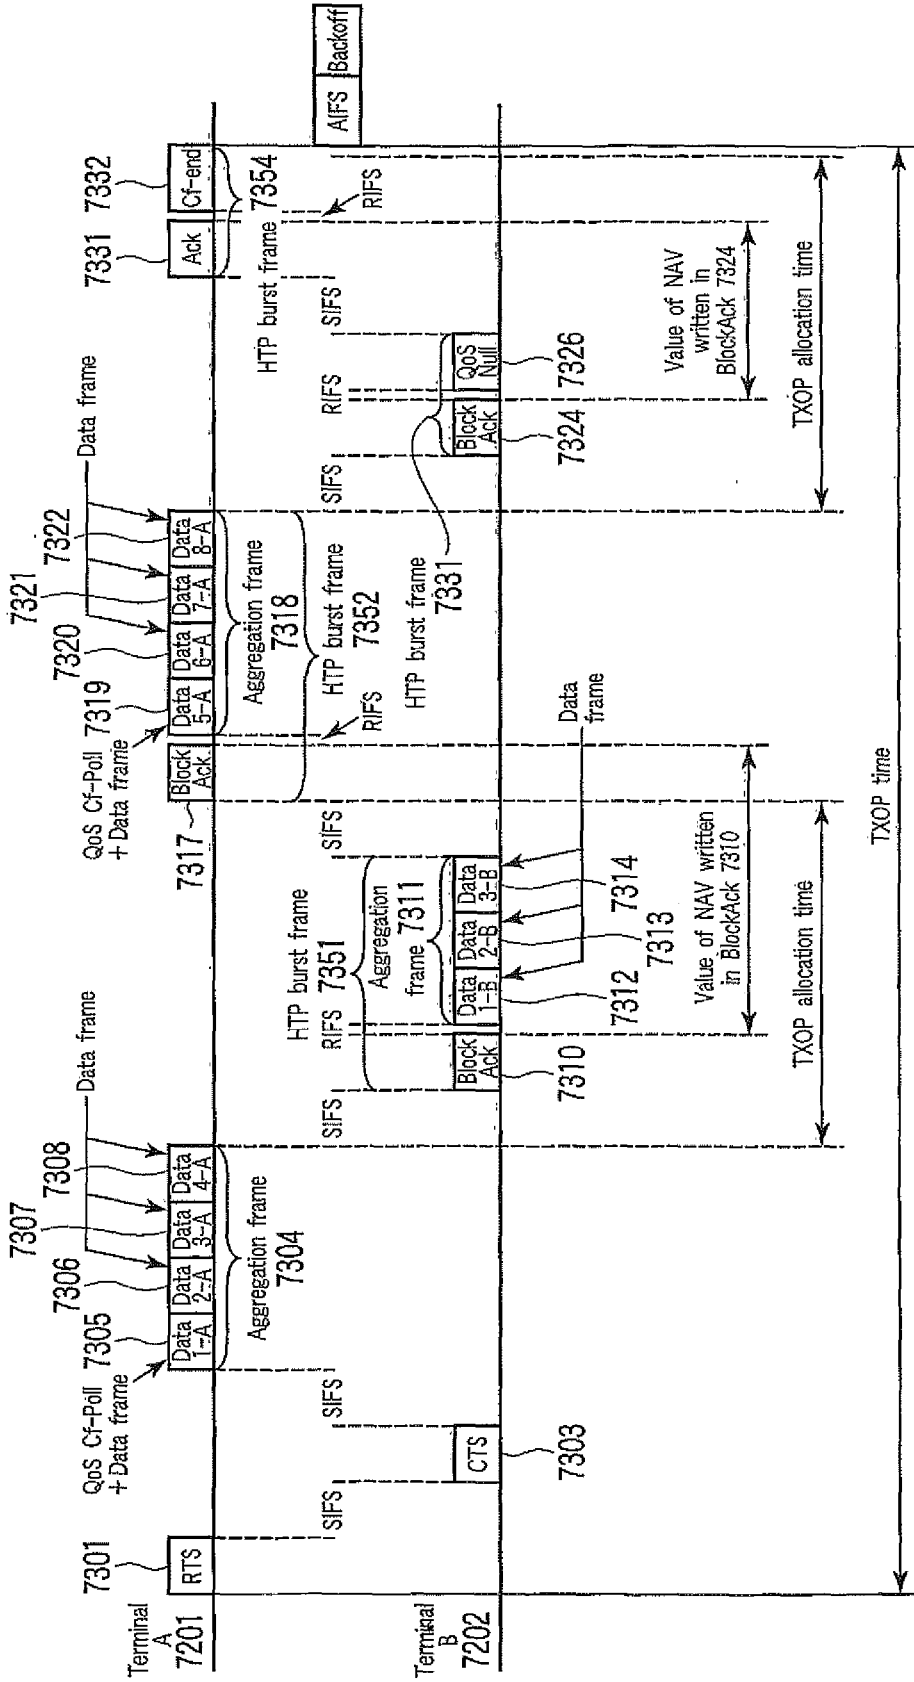 Terminal
A
7201
RTS
7301
SIFS
QoS Cf-Poll
+ Data frame
7305
7306
7307
7308
Data frame
Data
1-A
Data
2-A
Data
3-A
Data
4-A
Aggregation frame
7304
SIFS
SIFS
QoS Cf-Poll
+ Data frame
7317
Block
Ack
7319
7320
7321
7322
Data frame
Data
5-A
Data
6-A
Data
7-A
Data
8-A
Aggregation frame
7318
HTP burst frame
7352
RIFS
SIFS
SIFS
7331
Ack
7332
Cf-end
7354
HTP burst frame
RIFS
SIFS
AIFS
Backoff
Terminal
B
7202
CTS
7303
HTP burst frame
7351
RIFS
Aggregation
frame 7311
Block
Ack
7310
Data
1-B
7312
Data
2-B
7313
Data
3-B
7314
Data
frame
HTP burst frame
7331
RIFS
Block
Ack
7324
QoS
Null
7326
Value of NAV written
in BlockAck 7310
Value of NAV
written in
BlockAck 7324
TXOP allocation time
TXOP allocation time
TXOP time